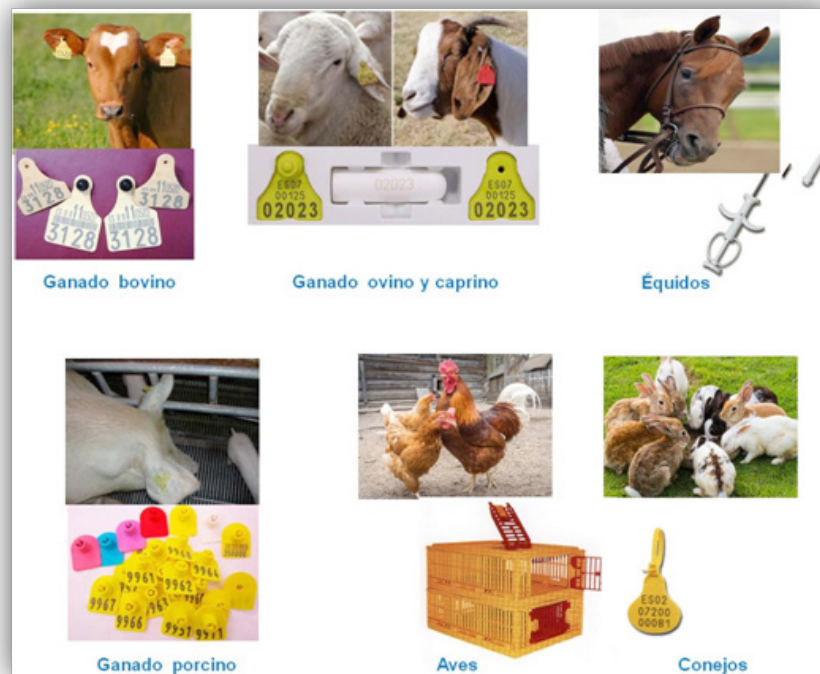 3128
3128
3128
3128
ES07
00125
02023
02023
ES07
00125
02023
Ganado bovino
Ganado ovino y caprino
Équidos
9961
9962
9967
9966
ES02
07200
00081
Ganado porcino
Aves
Conejos